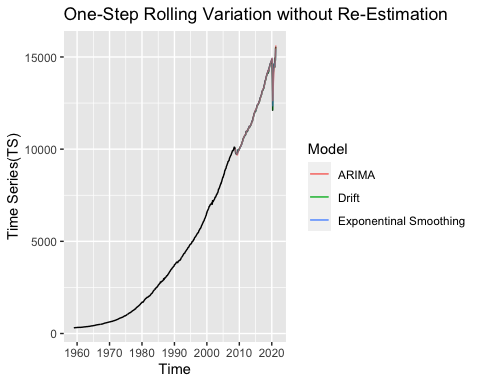 One-Step Rolling Variation without Re-Estimation
Time Series(TS)
15000
10000
5000
0
1960 1970 1980 1990 2000 2010 2020
Time
Model
ARIMA
Drift
Exponentinal Smoothing